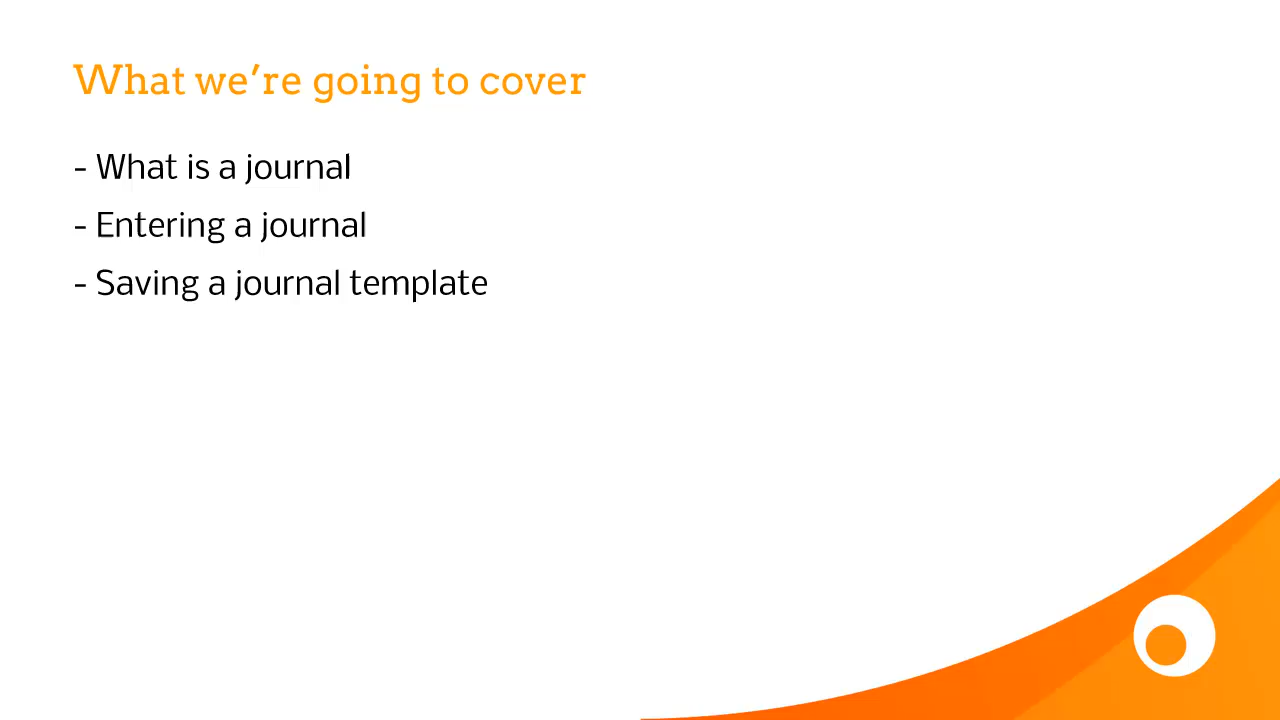 What we’re going to cover
- What is a journal
- Entering a journal
- Saving a journal template